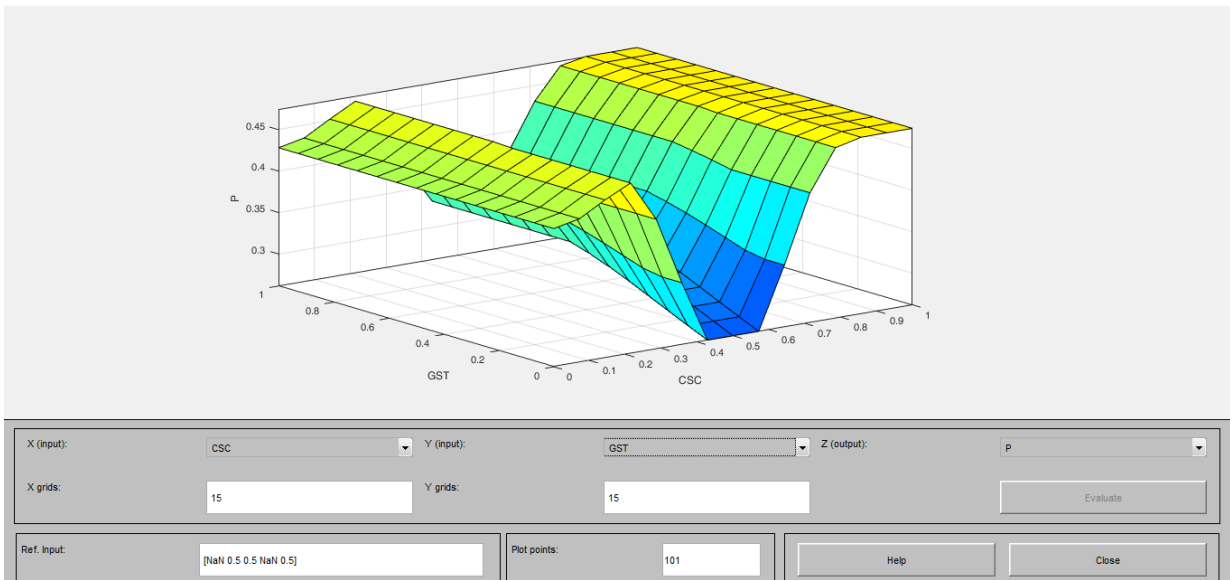 0.45
0.4
0.35
0.3
P
1
0.8
0.6
0.4
0.2
0
GST
0
0.1
0.2
0.3
0.4
0.5
0.6
0.7
0.8
0.9
1
CSC
X (input):
CSC
Y (input):
GST
Z (output):
P
X grids:
15
Y grids:
15
Evaluate
Ref. Input:
[NaN 0.5 0.5 NaN 0.5]
Plot points:
101
Help
Close